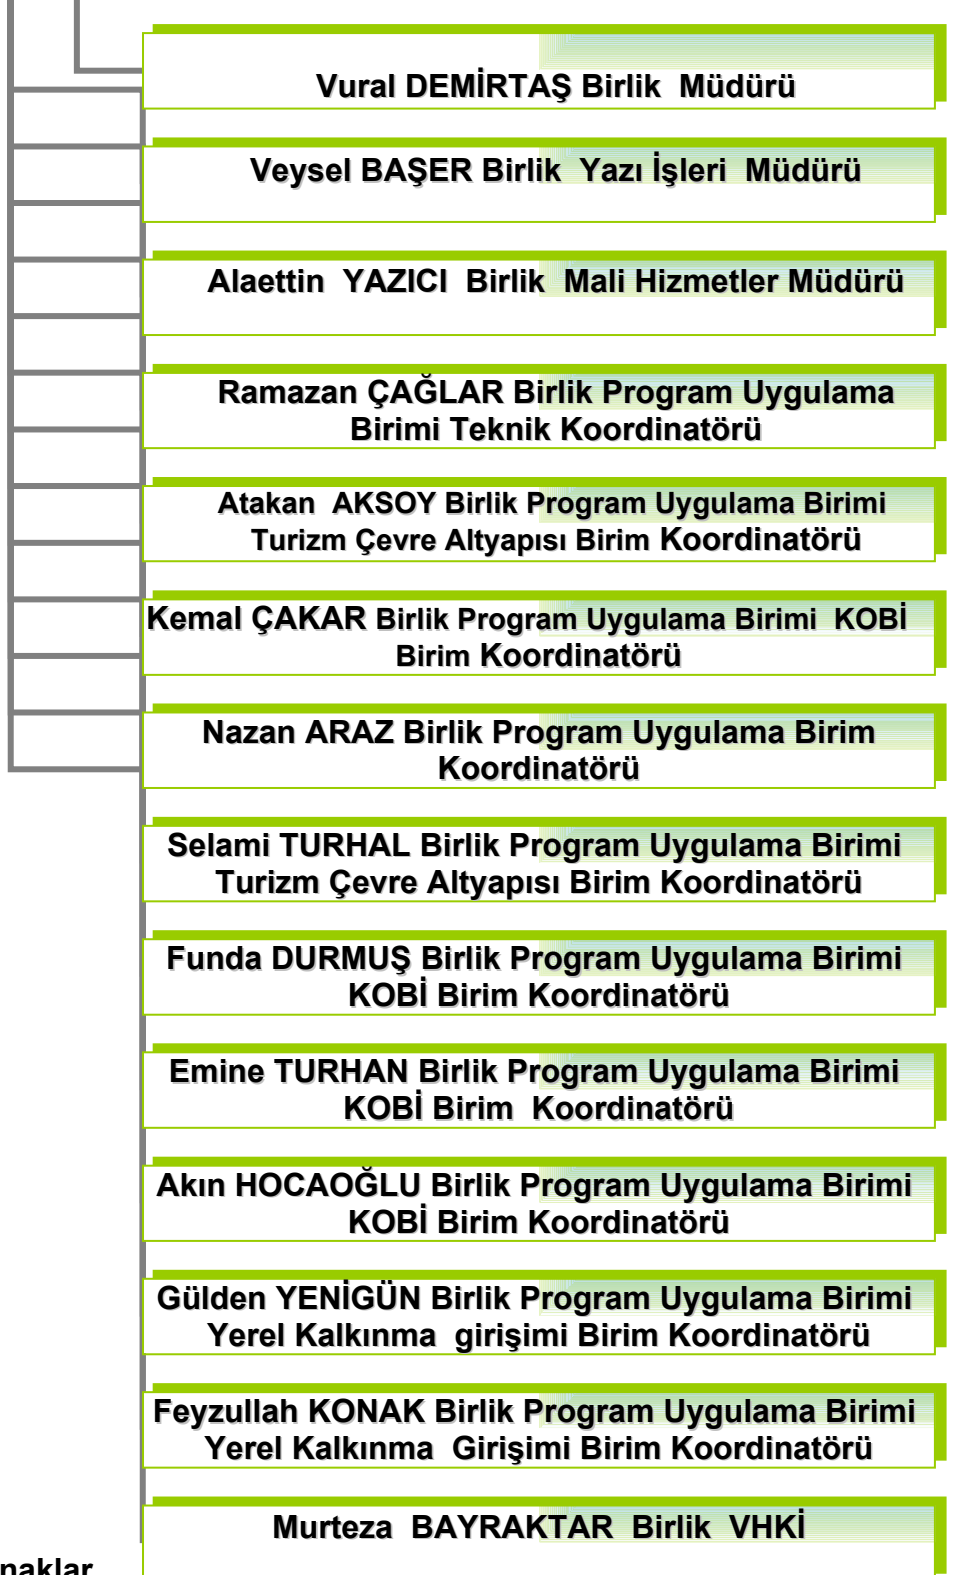 Vural DEMİRTAŞ Birlik  Müdürü
Veysel BAŞER Birlik  Yazı İşleri  Müdürü
Alaettin  YAZICI  Birlik  Mali Hizmetler Müdürü
Ramazan ÇAĞLAR Birlik Program Uygulama
Birimi Teknik Koordinatörü
Atakan  AKSOY Birlik Program Uygulama Birimi
Turizm Çevre Altyapısı Birim Koordinatörü
Kemal ÇAKAR Birlik Program Uygulama Birimi  KOBİ
Birim Koordinatörü
Nazan ARAZ Birlik Program Uygulama Birim
Koordinatörü
Selami TURHAL Birlik Program Uygulama Birimi
Turizm Çevre Altyapısı Birim Koordinatörü
Funda DURMUŞ Birlik Program Uygulama Birimi
KOBİ Birim Koordinatörü
Emine TURHAN Birlik Program Uygulama Birimi
KOBİ Birim  Koordinatörü
Akın HOCAOĞLU Birlik Program Uygulama Birimi
KOBİ Birim Koordinatörü
Gülden YENİGÜN Birlik Program Uygulama Birimi
Yerel Kalkınma  girişimi Birim Koordinatörü
Feyzullah KONAK Birlik Program Uygulama Birimi
Yerel Kalkınma  Girişimi Birim Koordinatörü
Murteza  BAYRAKTAR  Birlik  VHKİ